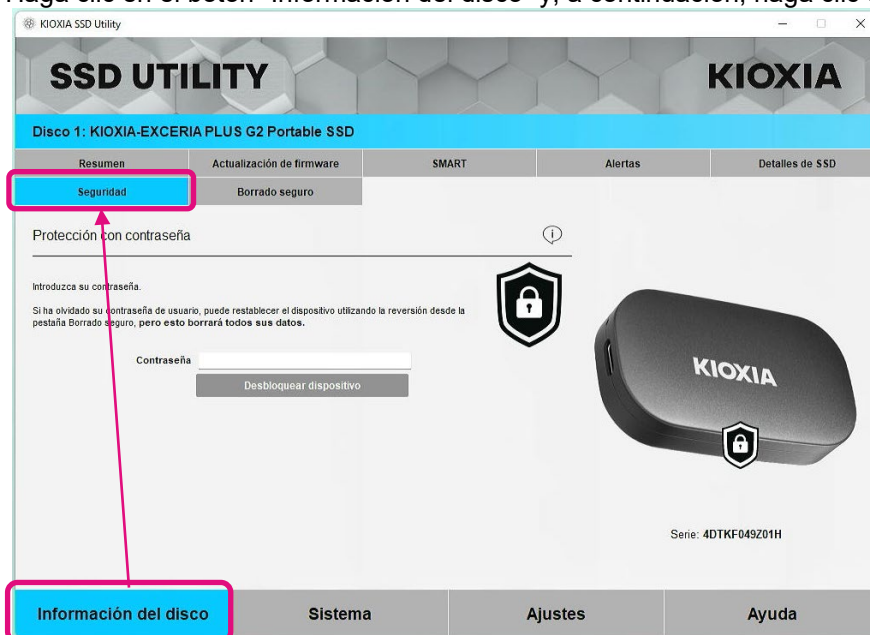 Haga clic en el botón "Información del disco" y, a continuación, haga clic
KIOXIA SSD Utility
SSD UTILITY
KIOXIA
Disco 1: KIOXIA-EXCERIA PLUS G2 Portable SSD
Resumen Actualización de firmware SMART Alertas Detalles de SSD
Seguridad Borrado seguro
Protección con contraseña
Introduzca su contraseña.
Si ha olvidado su contraseña de usuario, puede restablecer el dispositivo utilizando la reversión desde la
pestaña Borrado seguro, pero esto borrará todos sus datos.
Contraseña
Desbloquear dispositivo
KIOXIA
Serie: 4DTKF049Z01H
Información del disco Sistema Ajustes Ayuda